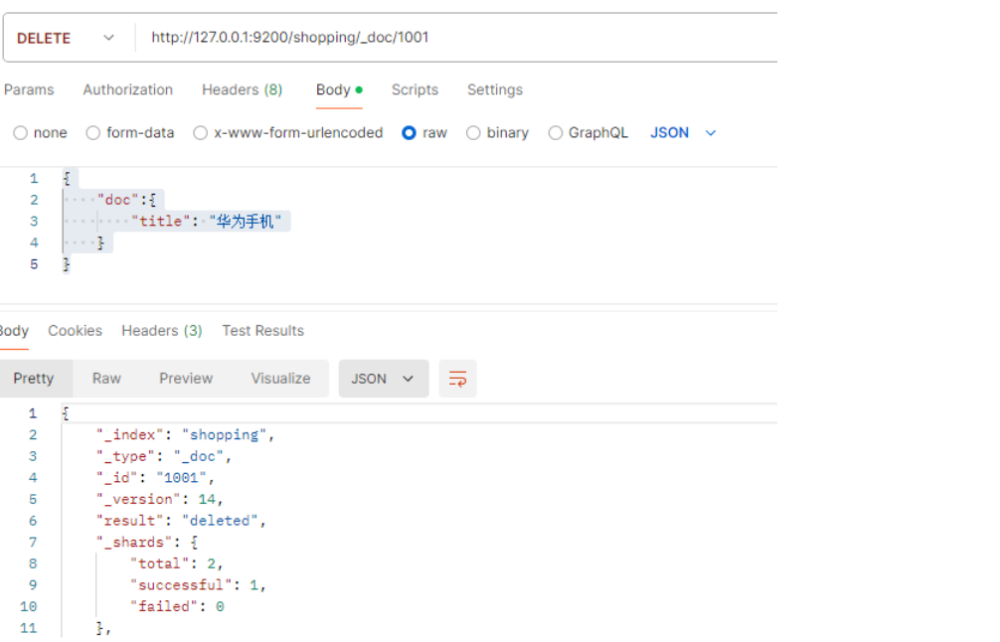 DELETE http://127.0.0.1:9200/shopping/_doc/1001
Params Authorization Headers (8) Body Scripts Settings
none form-data x-www-form-urlencoded raw binary GraphQL JSON
1 {
2 "doc":{
3 "title": "华为手机"
4 }
5 }
Body Cookies Headers (3) Test Results
Pretty Raw Preview Visualize JSON
1 {
2 "_index": "shopping",
3 "_type": "_doc",
4 "_id": "1001",
5 "_version": 14,
6 "result": "deleted",
7 "_shards": {
8 "total": 2,
9 "successful": 1,
10 "failed": 0
11 },